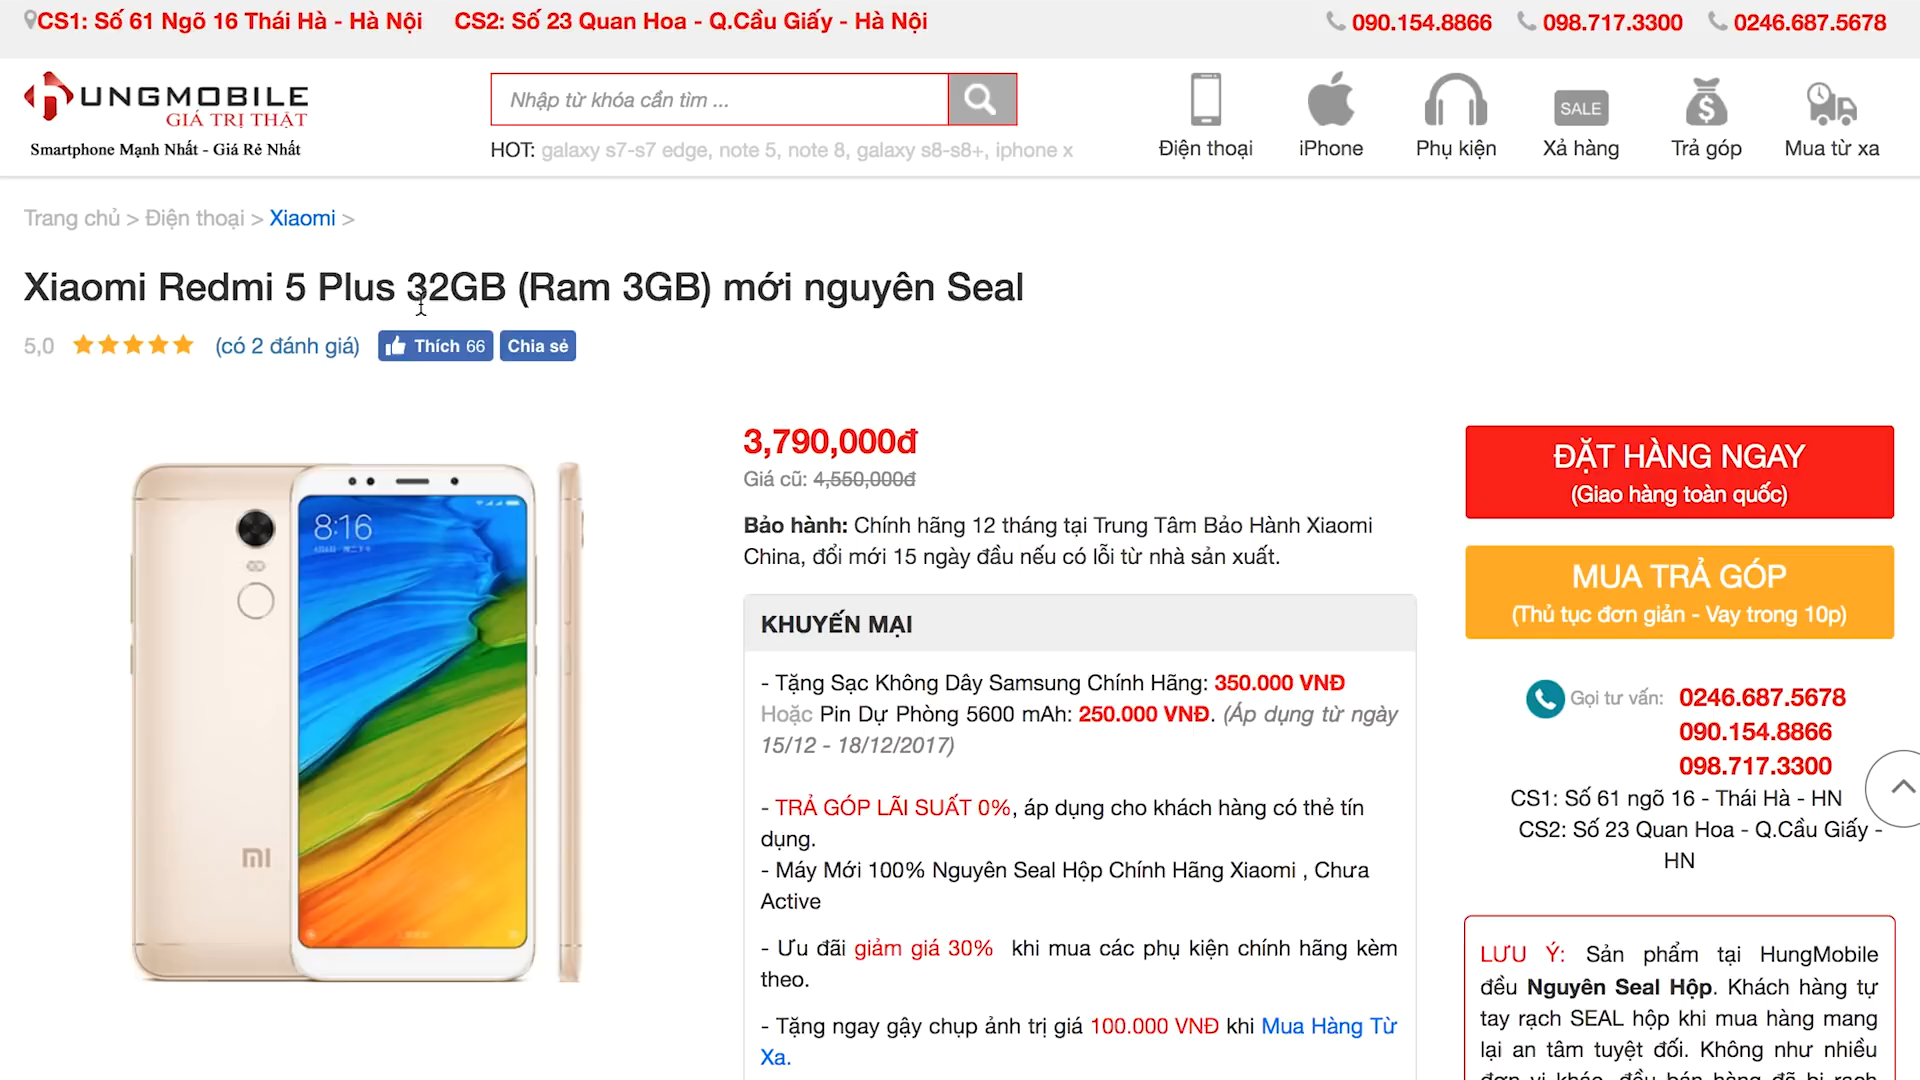 CS1: Số 61 Ngõ 16 Thái Hà - Hà Nội CS2: Số 23 Quan Hoa - Q.Cầu Giấy - Hà Nội
090.154.8866 098.717.3300 0246.687.5678
HUNGMOBILE
GIÁ TRỊ THẬT
Smartphone Mạnh Nhất - Giá Rẻ Nhất
Nhập từ khóa cần tìm ...
HOT: galaxy s7-s7 edge, note 5, note 8, galaxy s8-s8+, iphone x
SALE
Điện thoại iPhone Phụ kiện Xả hàng Trả góp Mua từ xa
Trang chủ > Điện thoại > Xiaomi >
Xiaomi Redmi 5 Plus 32GB (Ram 3GB) mới nguyên Seal
5,0 (có 2 đánh giá) Thích 66 Chia sẻ
8:16
MI
3,790,000đ
Giá cũ: 4,550,000đ
Bảo hành: Chính hãng 12 tháng tại Trung Tâm Bảo Hành Xiaomi
China, đổi mới 15 ngày đầu nếu có lỗi từ nhà sản xuất.
KHUYẾN MẠI
- Tặng Sạc Không Dây Samsung Chính Hãng: 350.000 VNĐ
Hoặc Pin Dự Phòng 5600 mAh: 250.000 VNĐ. (Áp dụng từ ngày
15/12 - 18/12/2017)
- TRẢ GÓP LÃI SUẤT 0%, áp dụng cho khách hàng có thẻ tín
dụng.
- Máy Mới 100% Nguyên Seal Hộp Chính Hãng Xiaomi , Chưa
Active
- Ưu đãi giảm giá 30% khi mua các phụ kiện chính hãng kèm
theo.
- Tặng ngay gậy chụp ảnh trị giá 100.000 VNĐ khi Mua Hàng Từ
Xa.
ĐẶT HÀNG NGAY
(Giao hàng toàn quốc)
MUA TRẢ GÓP
(Thủ tục đơn giản - Vay trong 10p)
Gọi tư vấn: 0246.687.5678
090.154.8866
098.717.3300
CS1: Số 61 ngõ 16 - Thái Hà - HN
CS2: Số 23 Quan Hoa - Q.Cầu Giấy -
HN
LƯU Ý: Sản phẩm tại HungMobile
đều Nguyên Seal Hộp. Khách hàng tự
tay rạch SEAL hộp khi mua hàng mang
lại an tâm tuyệt đối. Không như nhiều
đơn vị khác, đều bán hàng đã bị rạch